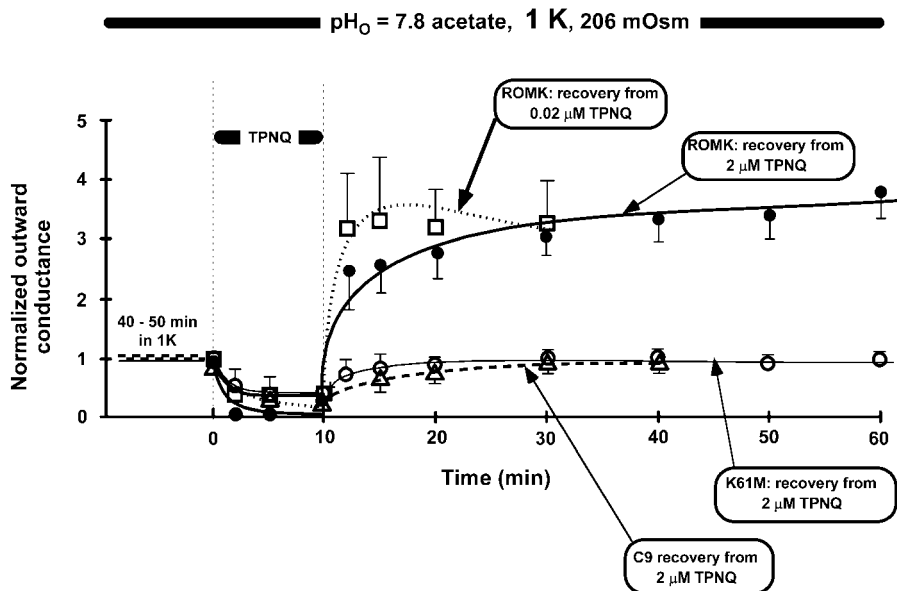 pHO = 7.8 acetate, 1 K, 206 mOsm
ROMK: recovery from
0.02 μM TPNQ
ROMK: recovery from
2 μM TPNQ
TPNQ
Normalized outward
conductance
5
4
3
2
1
0
40 - 50 min
in 1K
0
10
20
30
40
50
60
Time (min)
K61M: recovery from
2 μM TPNQ
C9 recovery from
2 μM TPNQ